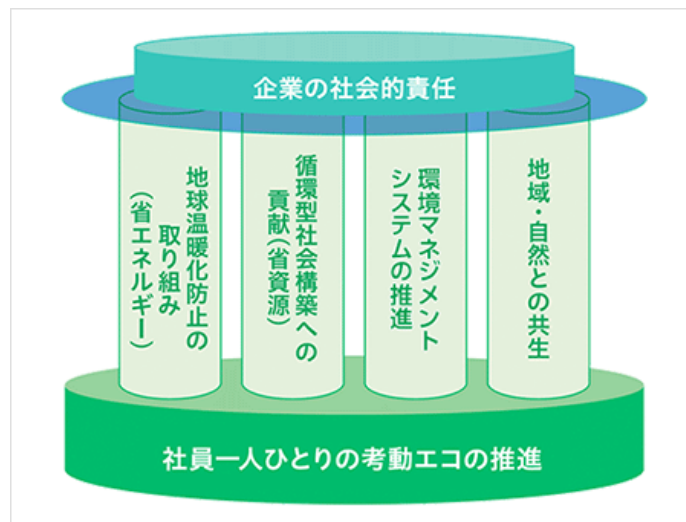 企業の社会的責任
地球温暖化防止の
取り組み
(省エネルギー)
循環型社会構築への
貢献(省資源)
環境マネジメント
システムの推進
地域・自然との共生
社員一人ひとりの考動エコの推進